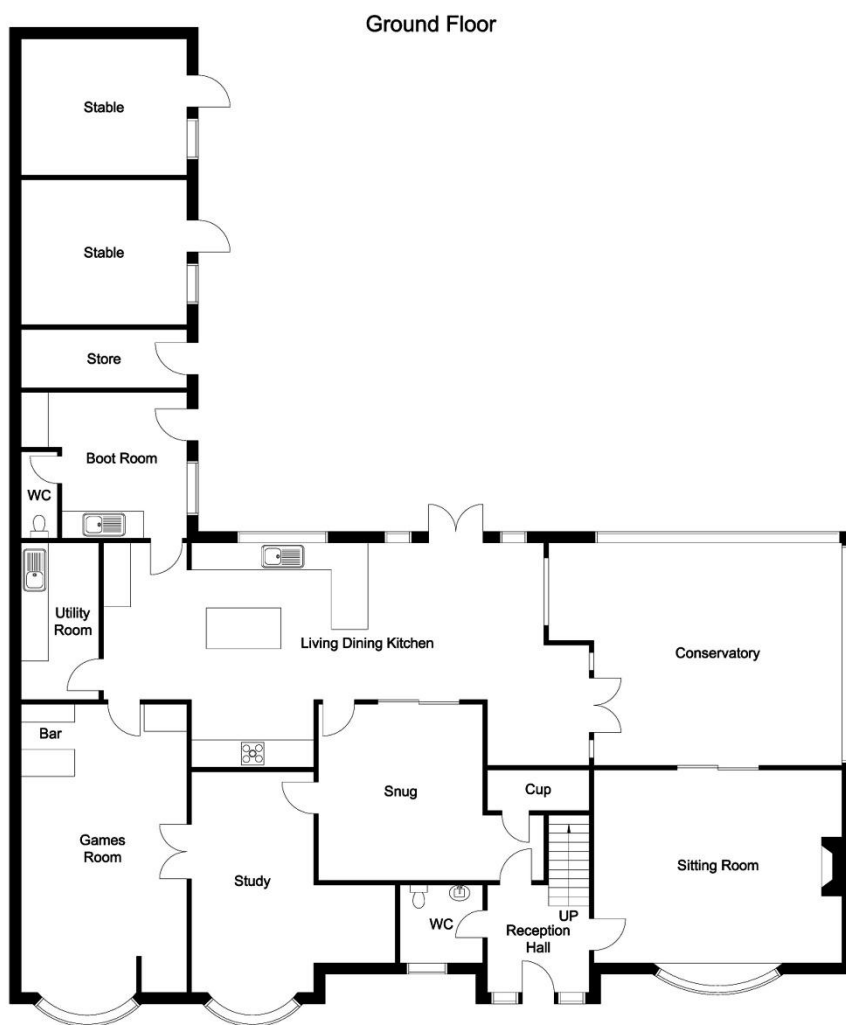 Ground Floor
Stable
Stable
Store
Boot Room
WC
Utility
Room
Living Dining Kitchen
Conservatory
Bar
Snug
Cup
Games
Room
Study
Sitting Room
WC
UP
Reception
Hall